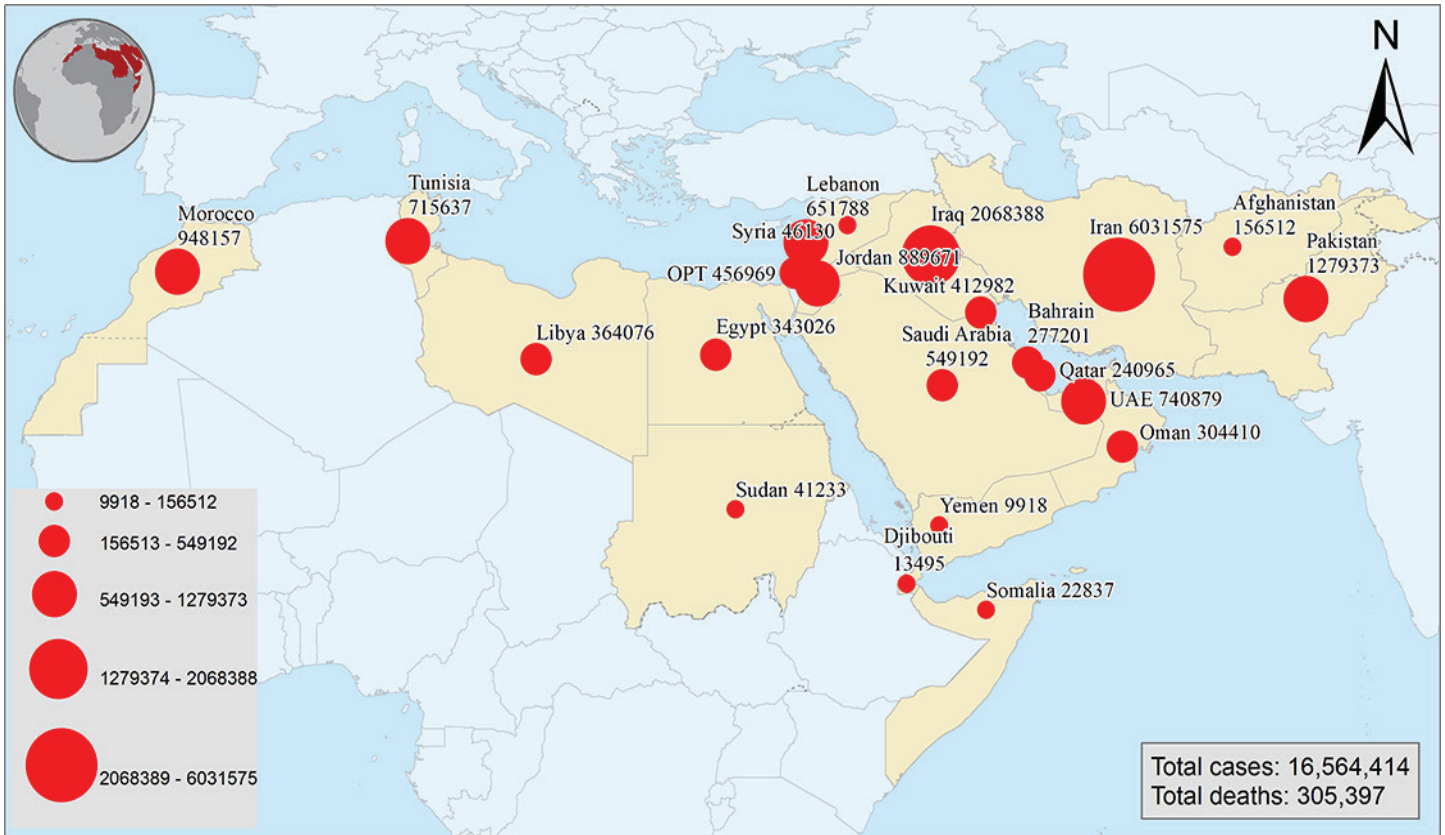 N
Tunisia
715637
Morocco
948157
Lebanon
651788
Syria 46130
Iraq 2068388
Iran 6031575
Afghanistan
156512
Pakistan
1279373
Jordan 889671
OPT 456969
Kuwait 412982
Libya 364076
Egypt 343026
Saudi Arabia
549192
Bahrain
277201
Qatar 240965
UAE 740879
Oman 304410
Sudan 41233
Yemen 9918
Djibouti
13495
Somalia 22837
9918 - 156512
156513 - 549192
549193 - 1279373
1279374 - 2068388
2068389 - 6031575
Total cases: 16,564,414
Total deaths: 305,397